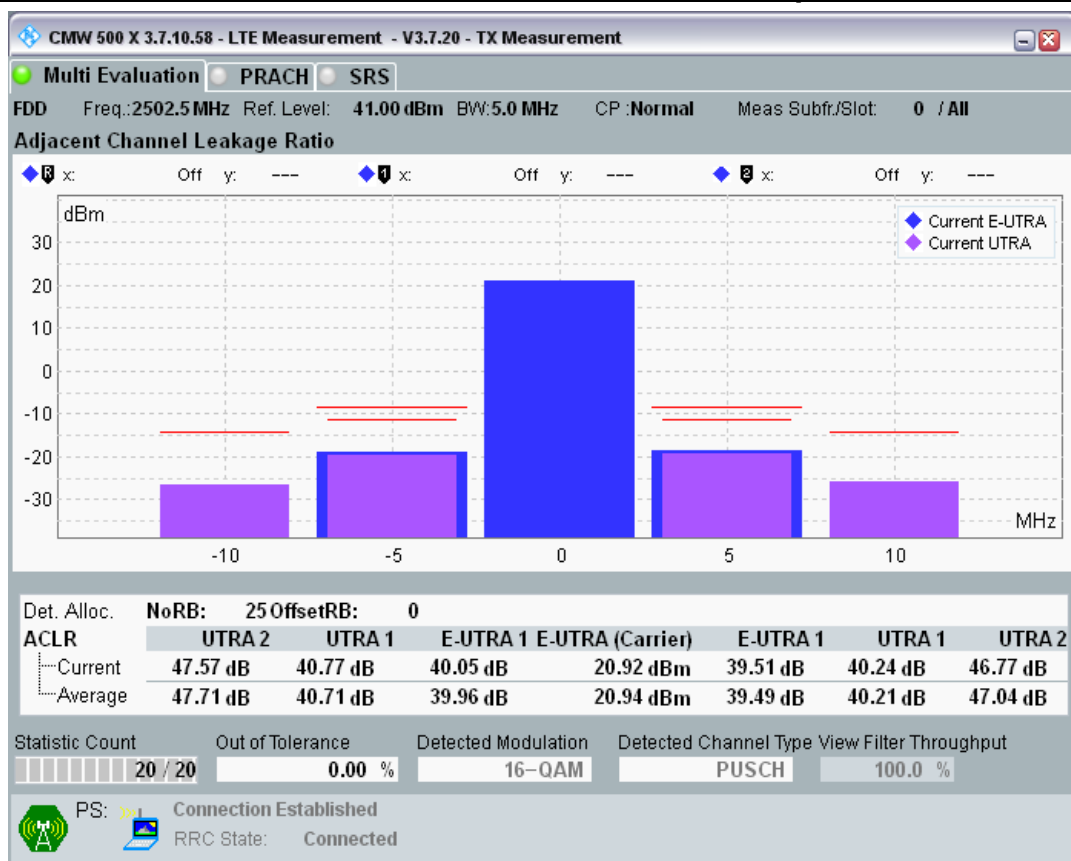 CMW 500 X 3.7.10.58 - LTE Measurement - V3.7.20 - TX Measurement
Multi Evaluation PRACH SRS
FDD Freq.:2502.5 MHz Ref. Level: 41.00 dBm BW:5.0 MHz CP :Normal Meas Subfr./Slot: 0 / All
Adjacent Channel Leakage Ratio
R x: Off y: --- 1 x: Off y: --- 2 x: Off y: ---
dBm
Current E-UTRA
Current UTRA
30
20
10
0
-10
-20
-30
MHz
-10 -5 0 5 10
Det. Alloc. NoRB: 25 OffsetRB: 0
ACLR UTRA 2 UTRA 1 E-UTRA 1 E-UTRA (Carrier) E-UTRA 1 UTRA 1 UTRA 2
Current 47.57 dB 40.77 dB 40.05 dB 20.92 dBm 39.51 dB 40.24 dB 46.77 dB
Average 47.71 dB 40.71 dB 39.96 dB 20.94 dBm 39.49 dB 40.21 dB 47.04 dB
Statistic Count Out of Tolerance Detected Modulation Detected Channel Type View Filter Throughput
20 / 20 0.00 % 16-QAM PUSCH 100.0 %
PS: Connection Established
RRC State: Connected